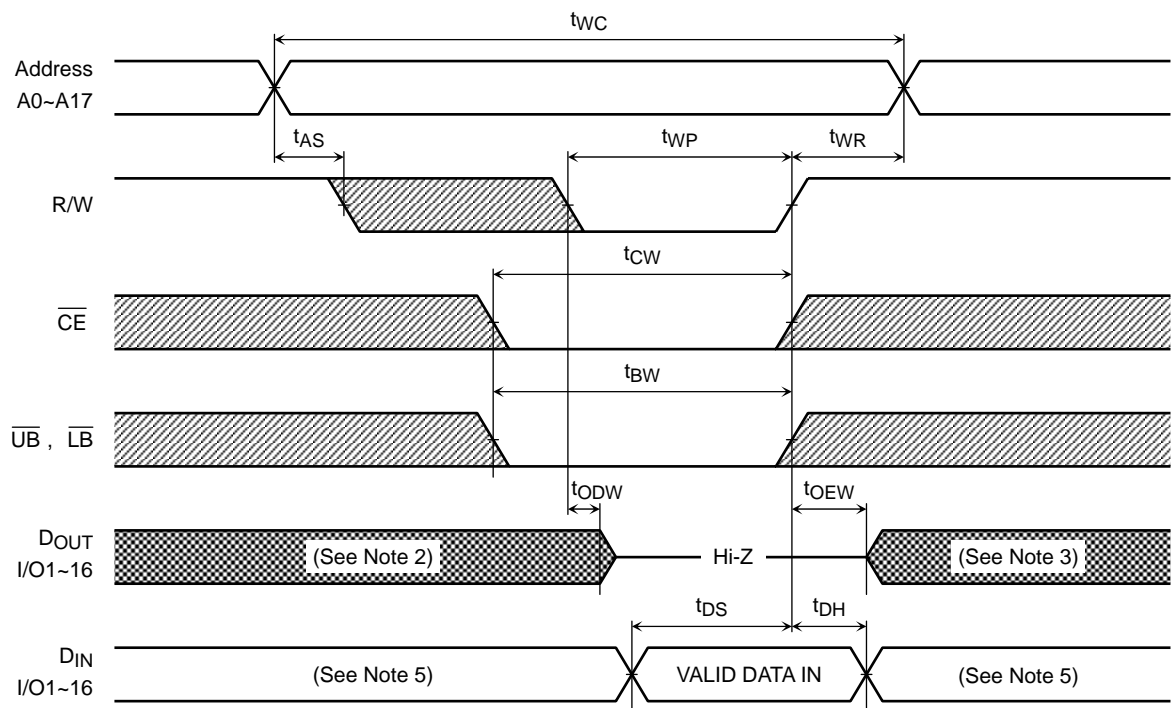 tWC
Address
A0~A17
tAS
tWP
tWR
R/W
tCW
CE
tBW
UB , LB
tODW
tOEW
DOUT
I/O1~16
(See Note 2)
Hi-Z
(See Note 3)
tDS
tDH
DIN
I/O1~16
(See Note 5)
VALID DATA IN
(See Note 5)